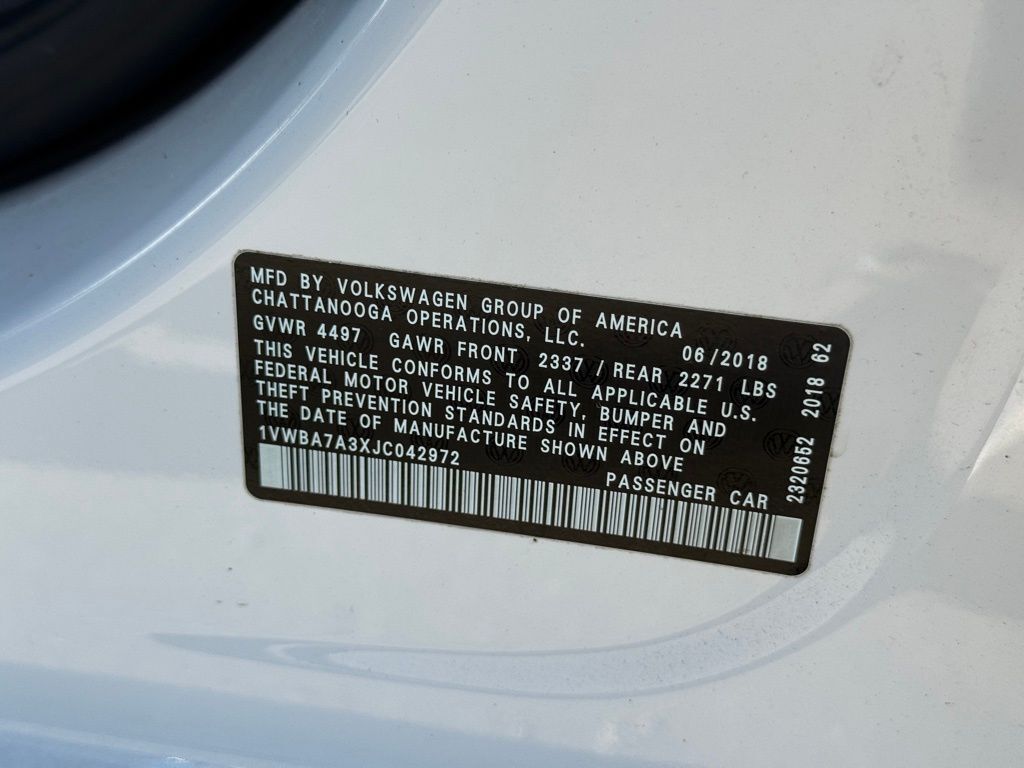 MFD BY VOLKSWAGEN GROUP OF AMERICA
CHATTANOOGA OPERATIONS, LLC. 06/2018
GVWR 4497 GAWR FRONT 2337/REAR 2271 LBS
THIS VEHICLE CONFORMS TO ALL APPLICABLE U.S.
FEDERAL MOTOR VEHICLE SAFETY, BUMPER AND
THEFT PREVENTION STANDARDS IN EFFECT ON
THE DATE OF MANUFACTURE SHOWN ABOVE
1VWBA7A3XJC042972 PASSENGER CAR
2320652 2018 62